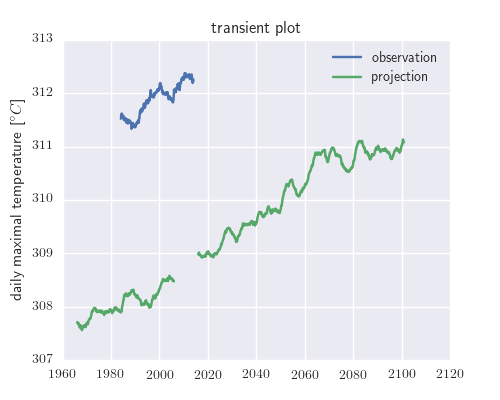 transient plot
313
312
311
310
309
308
307
daily maximal temperature [°C]
observation
projection
1960 1980 2000 2020 2040 2060 2080 2100 2120